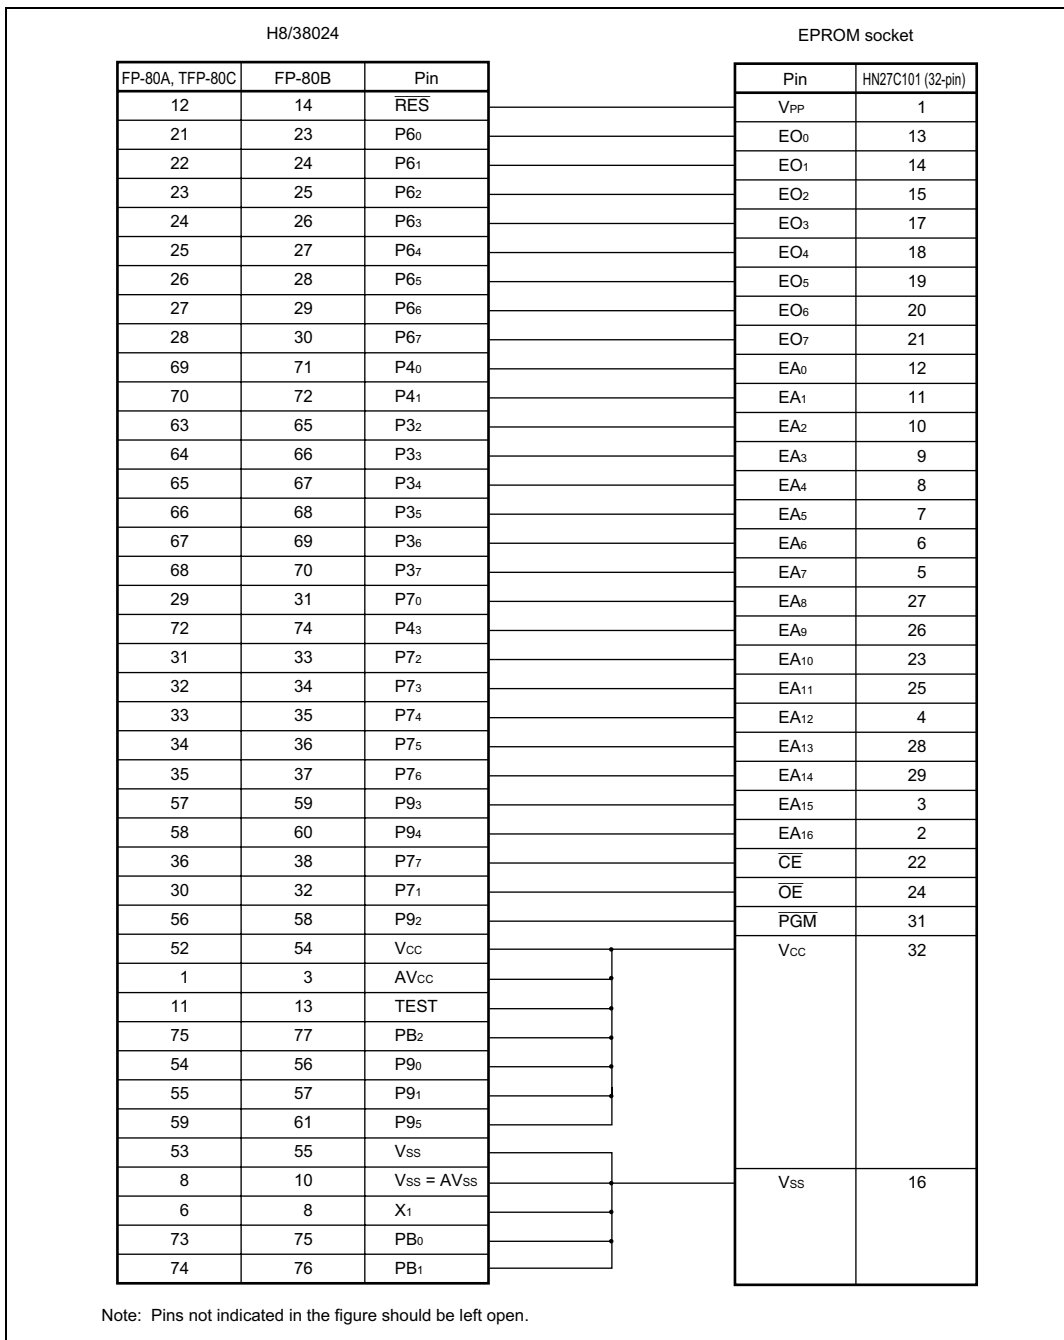 H8/38024 EPROM socket
FP-80A, TFP-80C FP-80B Pin Pin HN27C101 (32-pin)
12 14 RES VPP 1
21 23 P60 EO0 13
22 24 P61 EO1 14
23 25 P62 EO2 15
24 26 P63 EO3 17
25 27 P64 EO4 18
26 28 P65 EO5 19
27 29 P66 EO6 20
28 30 P67 EO7 21
69 71 P40 EA0 12
70 72 P41 EA1 11
63 65 P32 EA2 10
64 66 P33 EA3 9
65 67 P34 EA4 8
66 68 P35 EA5 7
67 69 P36 EA6 6
68 70 P37 EA7 5
29 31 P70 EA8 27
72 74 P43 EA9 26
31 33 P72 EA10 23
32 34 P73 EA11 25
33 35 P74 EA12 4
34 36 P75 EA13 28
35 37 P76 EA14 29
57 59 P93 EA15 3
58 60 P94 EA16 2
36 38 P77 CE 22
30 32 P71 OE 24
56 58 P92 PGM 31
52 54 VCC VCC 32
1 3 AVCC
11 13 TEST
75 77 PB2
54 56 P90
55 57 P91
59 61 P95
53 55 VSS
8 10 VSS = AVSS VSS 16
6 8 X1
73 75 PB0
74 76 PB1
Note: Pins not indicated in the figure should be left open.